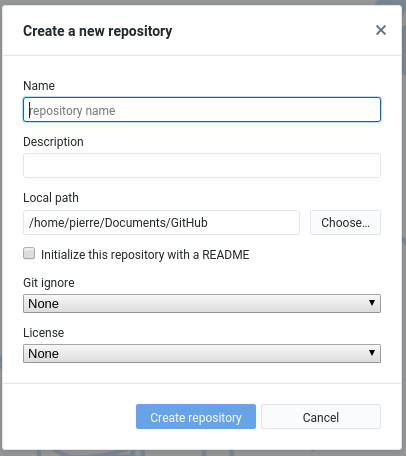 Create a new repository
Name
repository name
Description
Local path
/home/pierre/Documents/GitHub
Choose...
Initialize this repository with a README
Git ignore
None
License
None
Create repository
Cancel